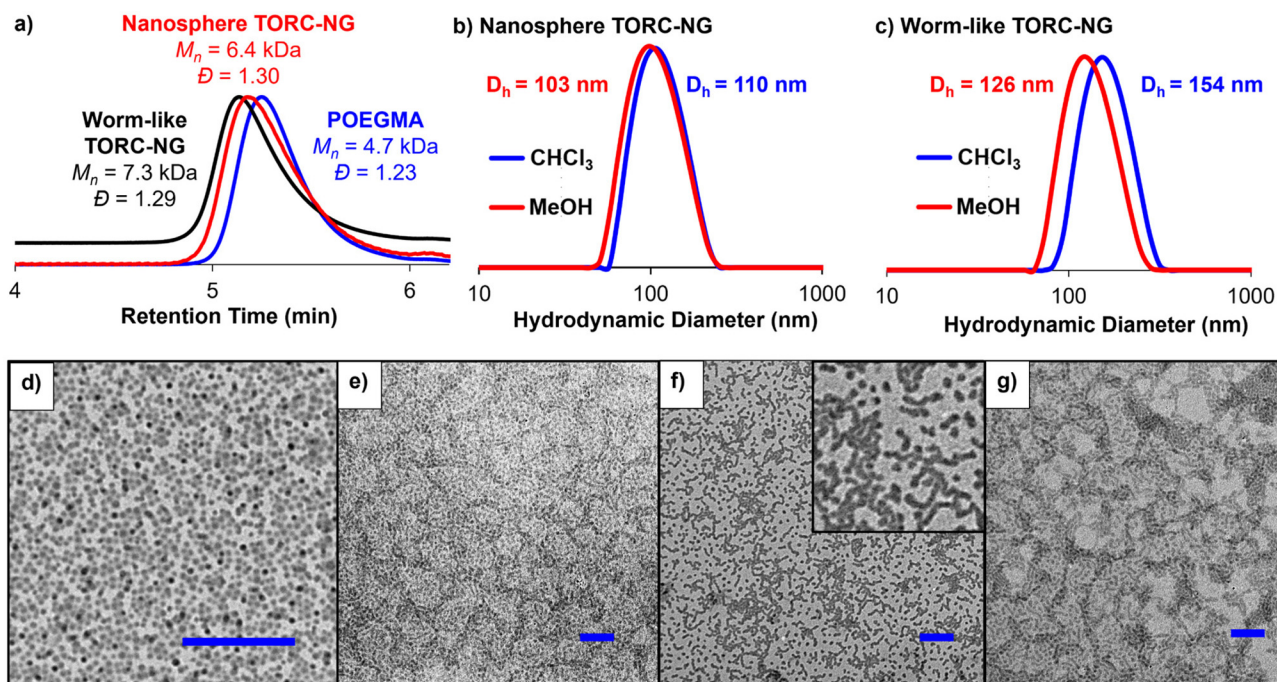 a)
Nanosphere TORC-NG
Mn = 6.4 kDa
Đ = 1.30
Worm-like
TORC-NG
Mn = 7.3 kDa
Đ = 1.29
POEGMA
Mn = 4.7 kDa
Đ = 1.23
4
5
6
Retention Time (min)
b) Nanosphere TORC-NG
Dh = 103 nm
Dh = 110 nm
CHCl3
MeOH
10
100
1000
Hydrodynamic Diameter (nm)
c) Worm-like TORC-NG
Dh = 126 nm
Dh = 154 nm
CHCl3
MeOH
10
100
1000
Hydrodynamic Diameter (nm)
d)
e)
f)
g)